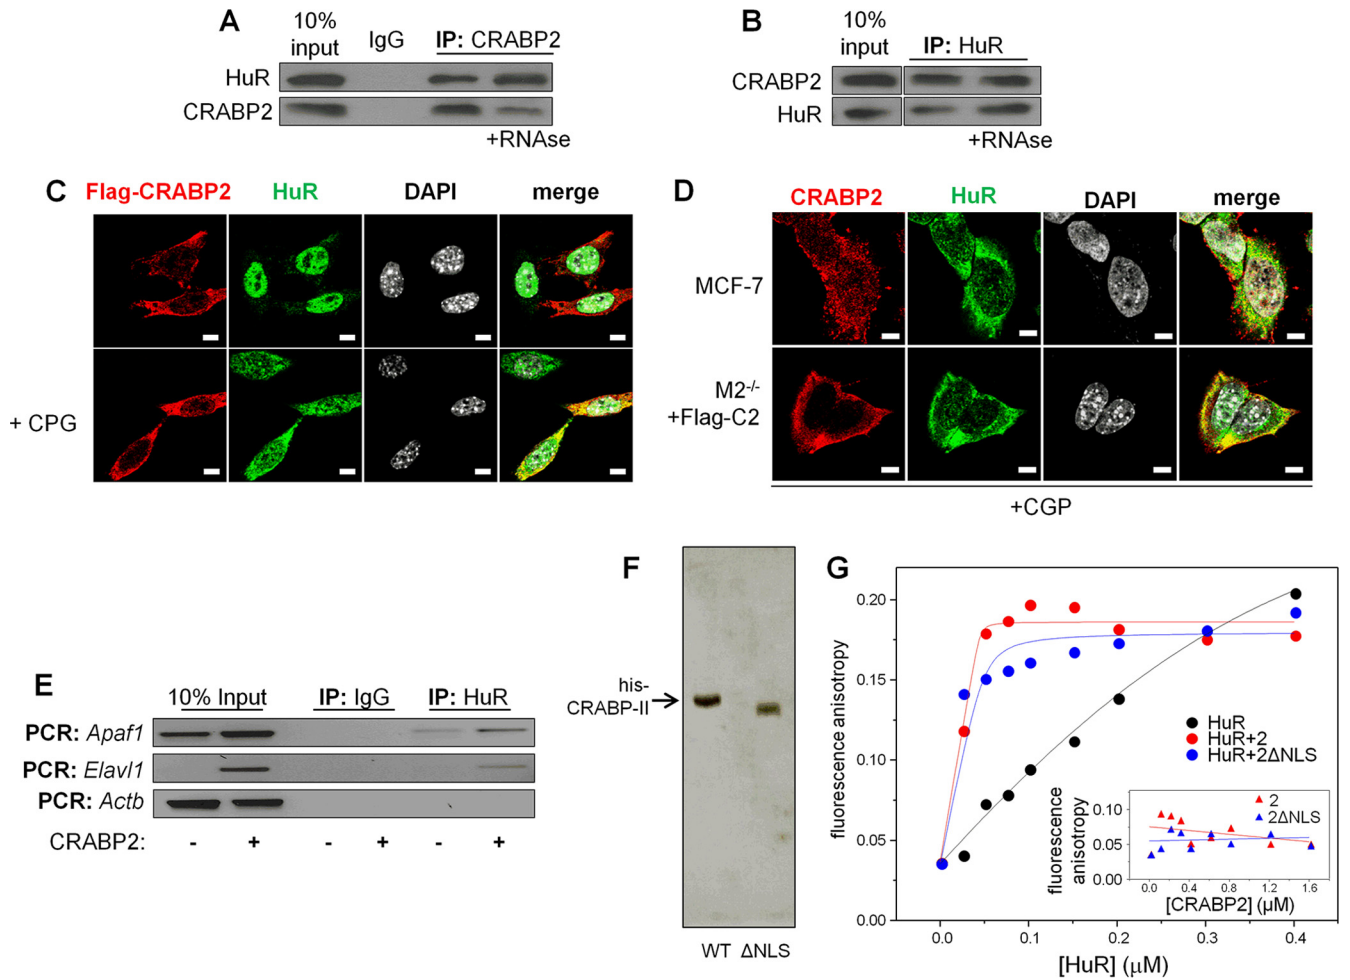 A
10% input
IgG
IP: CRABP2
HuR
CRABP2
+RNAse
B
10% input
IP: HuR
CRABP2
HuR
+RNAse
C
Flag-CRABP2
HuR
DAPI
merge
+ CPG
D
CRABP2
HuR
DAPI
merge
MCF-7
M2-/-
+Flag-C2
+CGP
E
10% Input
IP: IgG
IP: HuR
PCR: Apaf1
PCR: Elavl1
PCR: Actb
CRABP2: - + - + - +
F
his-
CRABP-II
WT ΔNLS
G
fluorescence anisotropy
0.20
0.15
0.10
0.05
0.00
0.0 0.1 0.2 0.3 0.4
[HuR] (µM)
HuR
HuR+2
HuR+2ΔNLS
fluorescence
anisotropy
0.10
0.05
0.00
2
2ΔNLS
0.0 0.4 0.8 1.2 1.6
[CRABP2] (µM)